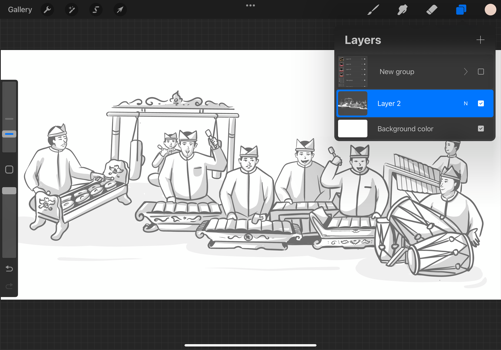 Gallery
Layers
New group
Layer 2 N
Background color